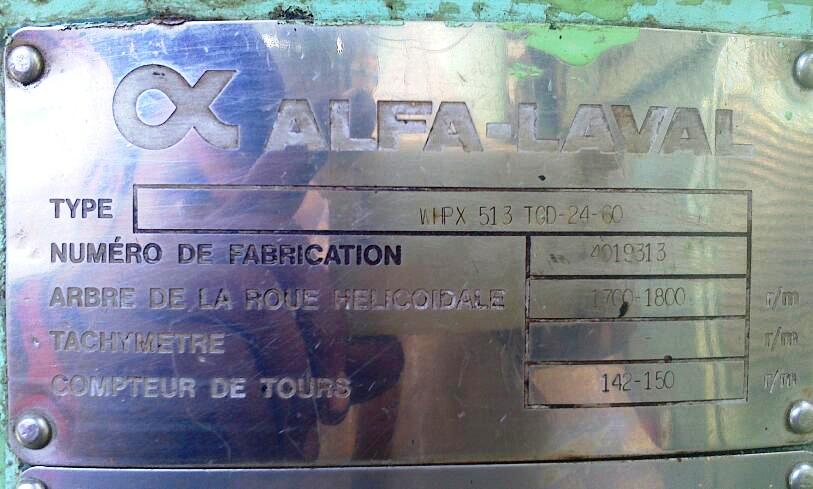 ALFA-LAVAL
TYPE WHPX 513 TGD-24-60
NUMÉRO DE FABRICATION 4019313
ARBRE DE LA ROUE HELICOIDALE 1700-1800 r/m
TACHYMETRE - r/m
COMPTEUR DE TOURS 142-150 r/m